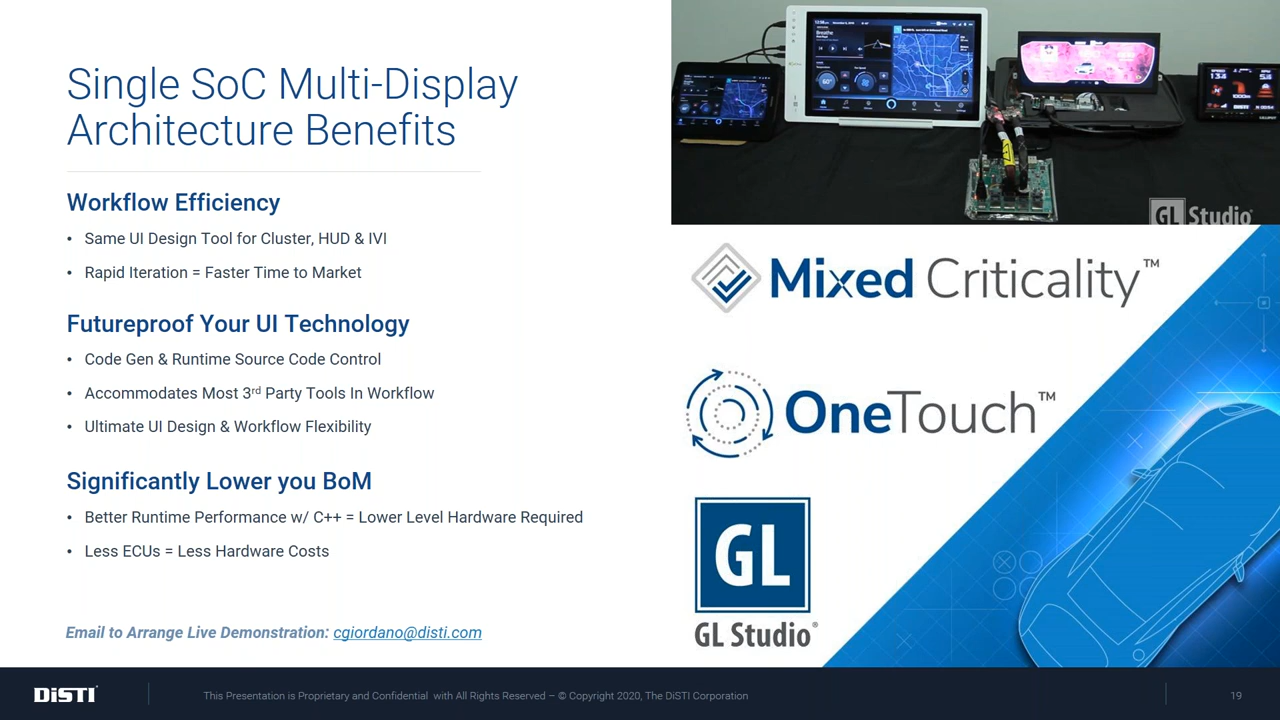 Single SoC Multi-Display
Architecture Benefits
Workflow Efficiency
• Same UI Design Tool for Cluster, HUD & IVI
• Rapid Iteration = Faster Time to Market
Futureproof Your UI Technology
• Code Gen & Runtime Source Code Control
• Accommodates Most 3rd Party Tools In Workflow
• Ultimate UI Design & Workflow Flexibility
Significantly Lower you BoM
• Better Runtime Performance w/ C++ = Lower Level Hardware Required
• Less ECUs = Less Hardware Costs
Email to Arrange Live Demonstration: cgiordano@disti.com
Breathe
60°
134
DiSTI
GL Studio
Mixed Criticality™
OneTouch™
GL
GL Studio®
DiSTI
This Presentation is Proprietary and Confidential with All Rights Reserved – © Copyright 2020, The DiSTI Corporation
19